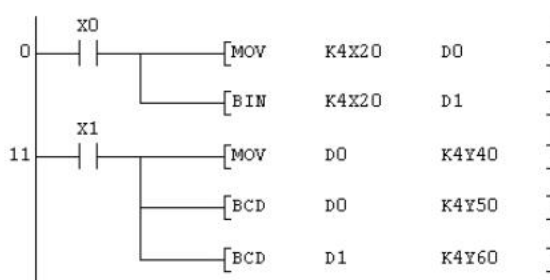 X0
0 [MOV K4X20 D0 ]
[BIN K4X20 D1 ]
X1
11 [MOV D0 K4Y40 ]
[BCD D0 K4Y50 ]
[BCD D1 K4Y60 ]